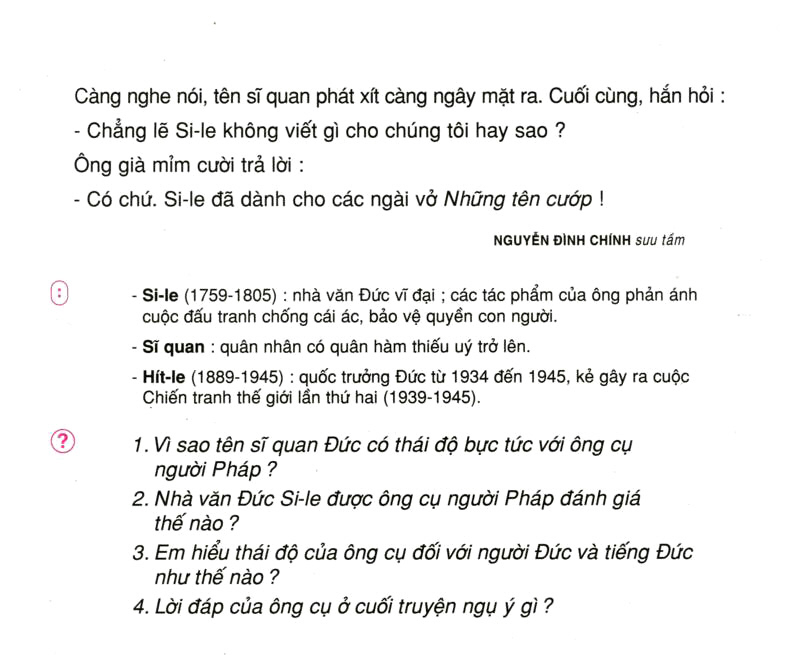 Càng nghe nói, tên sĩ quan phát xít càng ngây mặt ra. Cuối cùng, hắn hỏi :
- Chẳng lẽ Si-le không viết gì cho chúng tôi hay sao ?
Ông già mỉm cười trả lời :
- Có chứ. Si-le đã dành cho các ngài vở Những tên cướp !
NGUYỄN ĐÌNH CHÍNH sưu tầm
:
- Si-le (1759-1805) : nhà văn Đức vĩ đại ; các tác phẩm của ông phản ánh
cuộc đấu tranh chống cái ác, bảo vệ quyền con người.
- Sĩ quan : quân nhân có quân hàm thiếu uý trở lên.
- Hít-le (1889-1945) : quốc trưởng Đức từ 1934 đến 1945, kẻ gây ra cuộc
Chiến tranh thế giới lần thứ hai (1939-1945).
?
1. Vì sao tên sĩ quan Đức có thái độ bực tức với ông cụ
người Pháp ?
2. Nhà văn Đức Si-le được ông cụ người Pháp đánh giá
thế nào ?
3. Em hiểu thái độ của ông cụ đối với người Đức và tiếng Đức
như thế nào ?
4. Lời đáp của ông cụ ở cuối truyện ngụ ý gì ?